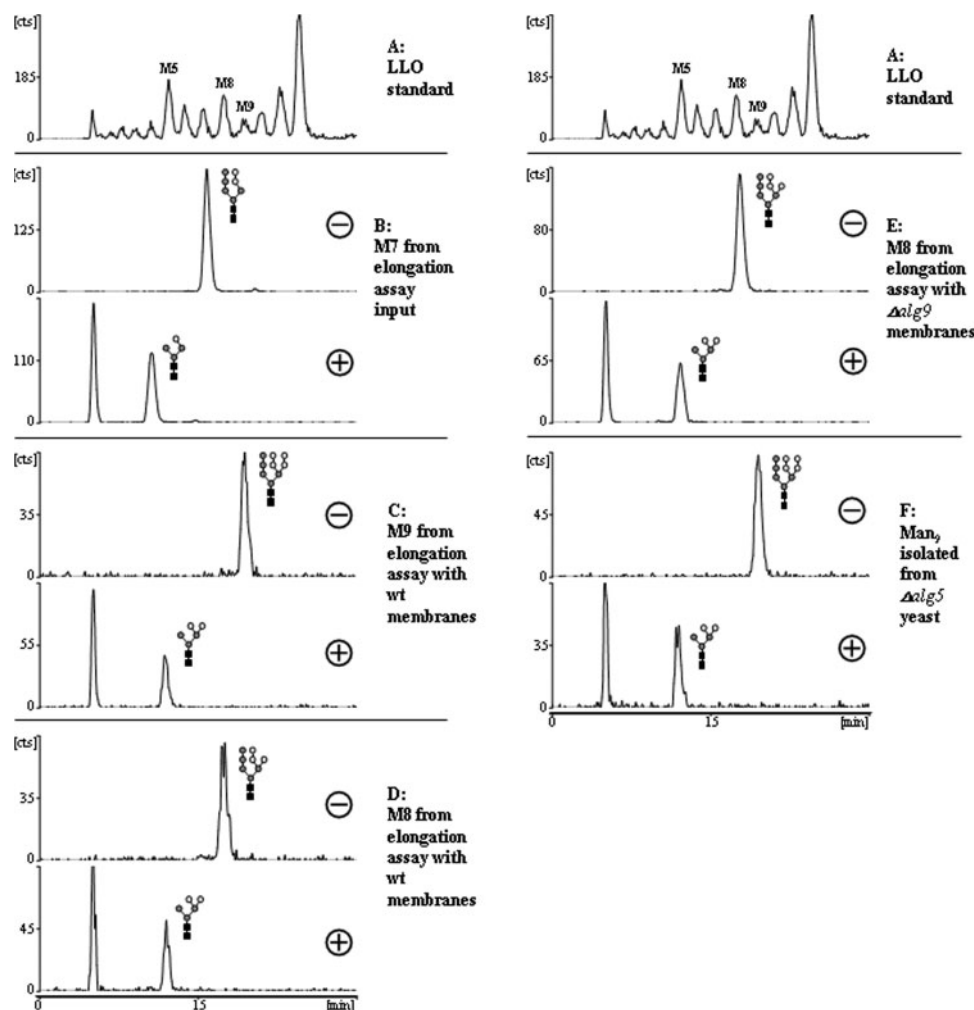 [cts]
185
0
M5
M8
M9
A:
LLO
standard
[cts]
125
0
110
0
⊖
⊕
B:
M7 from
elongation
assay
input
[cts]
35
0
55
0
⊖
⊕
C:
M9 from
elongation
assay with
wt
membranes
[cts]
35
0
4.5
0
0
15
[min]
⊖
⊕
D:
M8 from
elongation
assay with
wt
membranes
[cts]
185
0
M5
M8
M9
A:
LLO
standard
[cts]
80
0
65
0
⊖
⊕
E:
M8 from
elongation
assay with
Δalg9
membranes
[cts]
4.5
0
35
0
0
15
[min]
⊖
⊕
F:
Man₉
isolated
from
Δalg5
yeast